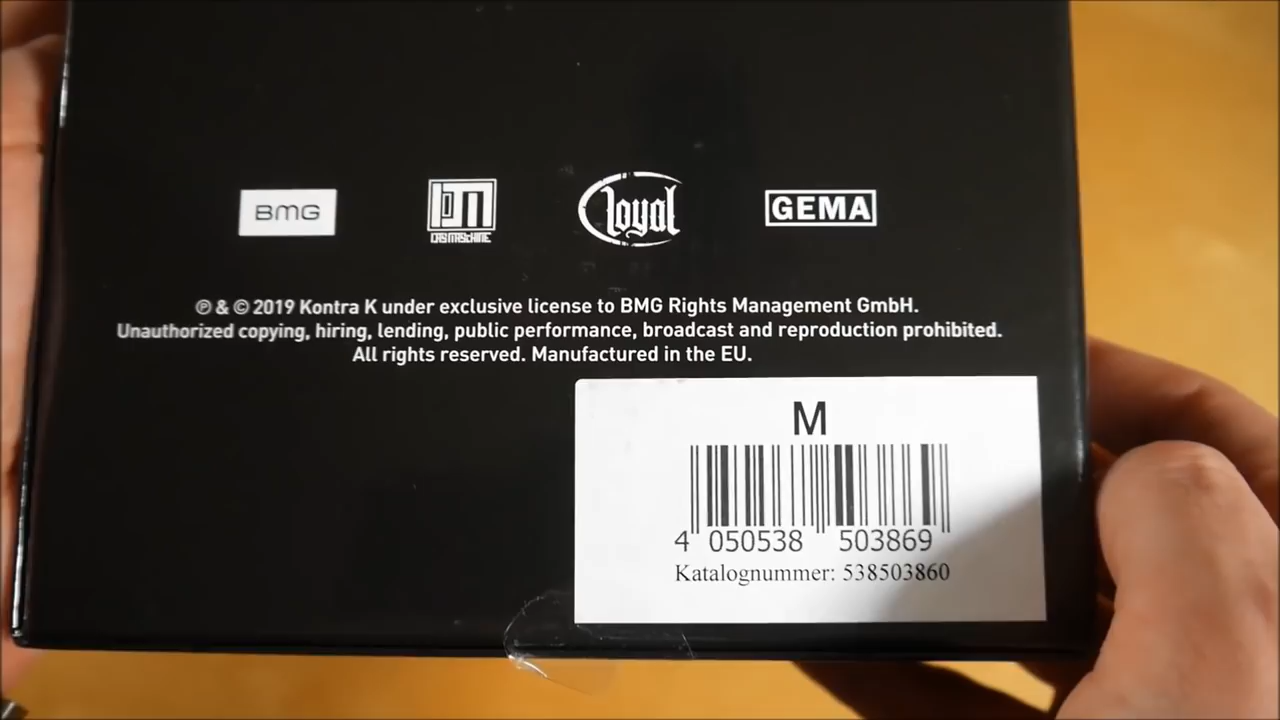 BMG
loyal
GEMA
℗ & © 2019 Kontra K under exclusive license to BMG Rights Management GmbH.
Unauthorized copying, hiring, lending, public performance, broadcast and reproduction prohibited.
All rights reserved. Manufactured in the EU.
M
4 050538 503869
Katalognummer: 538503860